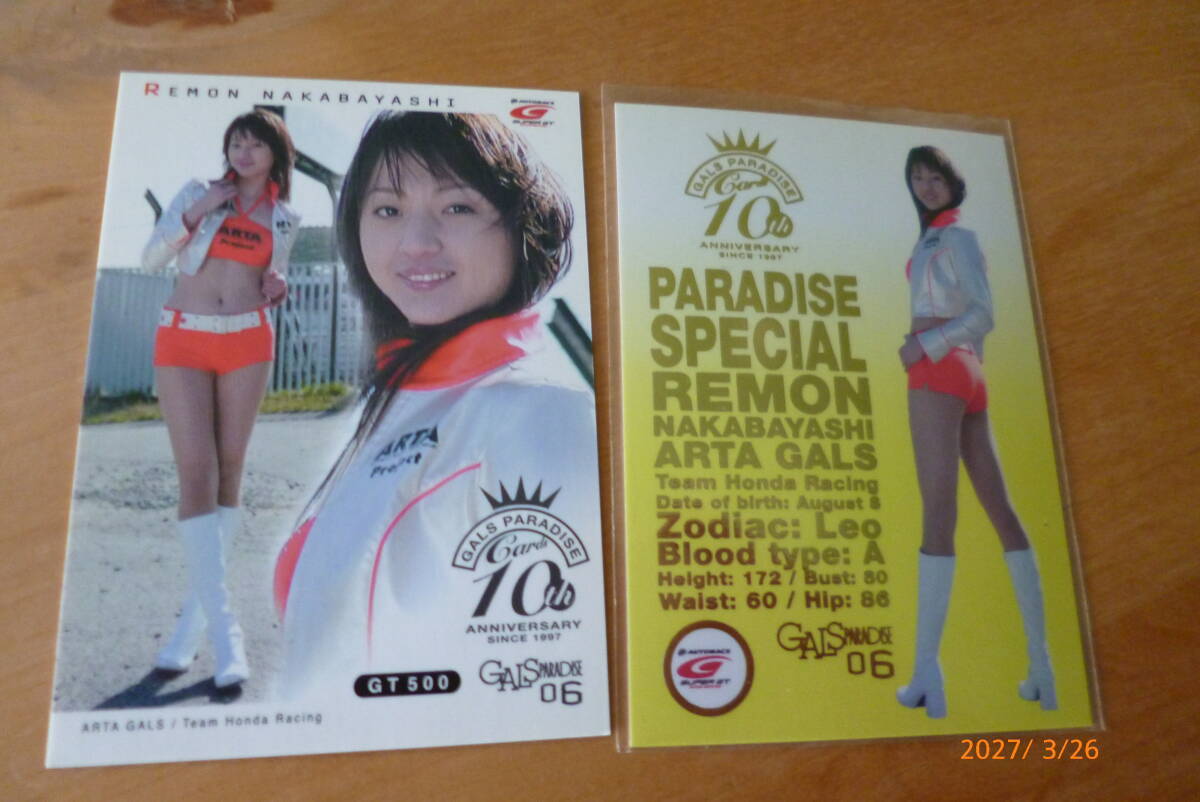 REMON NAKABAYASHI
AUTOBACS
SUPER GT
ARTA
Project
ARTA
Project
GALS PARADISE
Cards
10th
ANNIVERSARY
SINCE 1997
GT500
GALS PARADISE
06
ARTA GALS / Team Honda Racing
GALS PARADISE
Cards
10th
ANNIVERSARY
SINCE 1997
PARADISE
SPECIAL
REMON
NAKABAYASHI
ARTA GALS
Team Honda Racing
Date of birth: August 8
Zodiac: Leo
Blood type: A
Height: 172 / Bust: 80
Waist: 60 / Hip: 86
AUTOBACS
SUPER GT
GALS PARADISE
06
2027/ 3/26